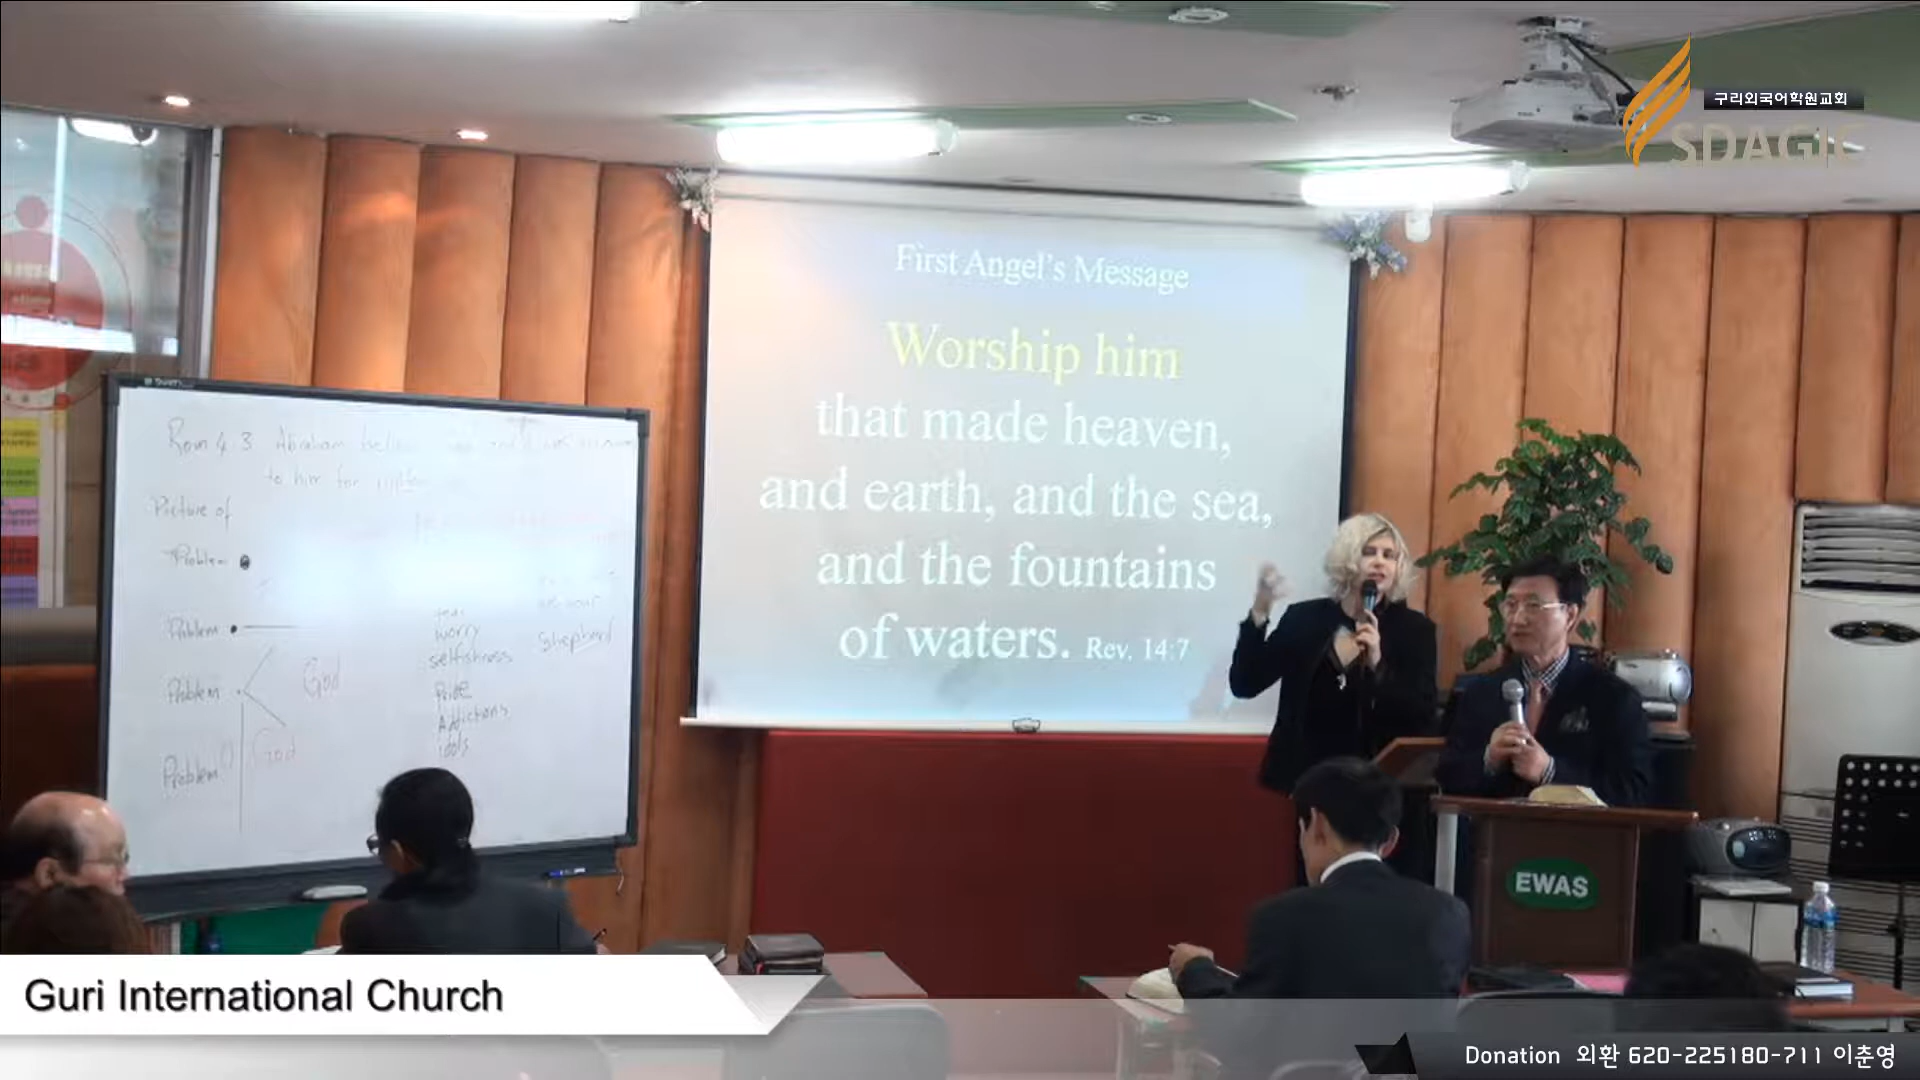 구리외국어학원교회
SDAGIC
First Angel's Message
Worship him
that made heaven,
and earth, and the sea,
and the fountains
of waters. Rev. 14:7
Rom 4 3 Abraham
to him for
Picture of
Problem
Problem
Problem God
Problem God
worry
selfishness
Pride
Addictions
idols
Shepherd
EWAS
Guri International Church
Donation 외환 620-225180-711 이춘영